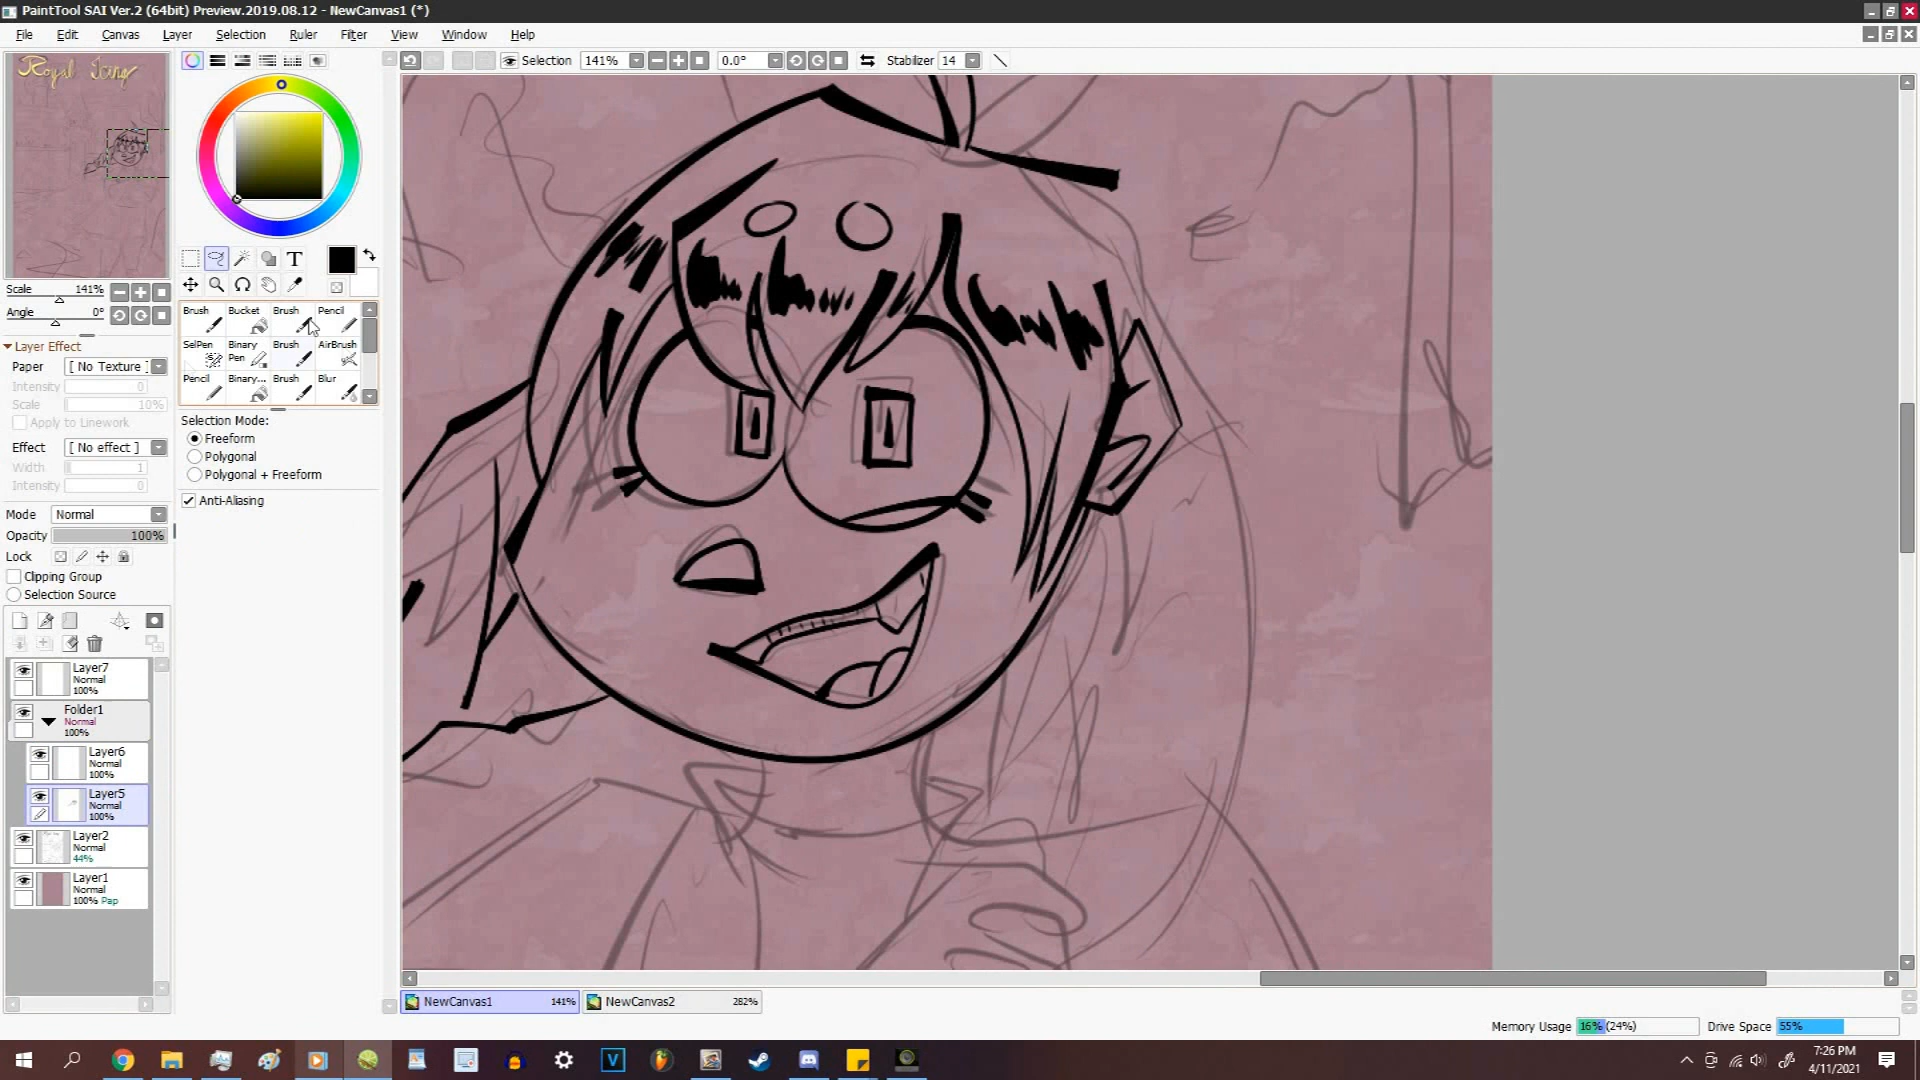 PaintTool SAI Ver.2 (64bit) Preview.2019.08.12 - NewCanvas1 (*)
File Edit Canvas Layer Selection Ruler Filter View Window Help
Selection 141% 0.0° Stabilizer 14
Royal Icing
Scale 141%
Angle 0°
Layer Effect
Paper [ No Texture ]
Intensity 0
Scale 10%
Apply to Linework
Effect [ No effect ]
Width 1
Intensity 0
Mode Normal
Opacity 100%
Lock
Clipping Group
Selection Source
T
Brush Bucket Brush Pencil
SelPen Binary Pen Brush AirBrush
Pencil Binary... Brush Blur
Selection Mode:
Freeform
Polygonal
Polygonal + Freeform
Anti-Aliasing
Layer7
Normal
100%
Folder1
Normal
100%
Layer6
Normal
100%
Layer5
Normal
100%
Layer2
Normal
44%
Layer1
Normal
100% Pap
NewCanvas1 141% NewCanvas2 282%
Memory Usage 16% (24%) Drive Space 55%
V
7:26 PM
4/11/2021